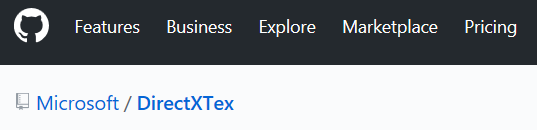 Features Business Explore Marketplace Pricing
Microsoft / DirectXTex